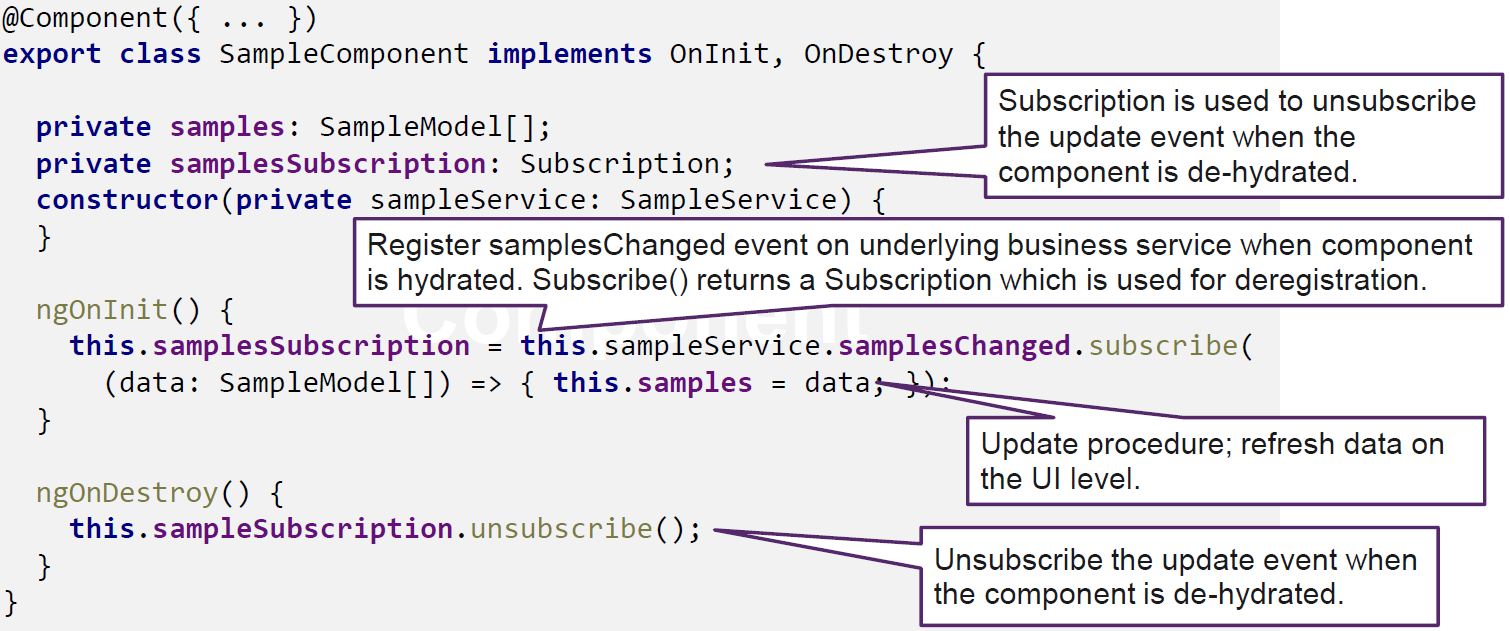 @Component({ ... })
export class SampleComponent implements OnInit, OnDestroy {
private samples: SampleModel[];
private samplesSubscription: Subscription;
Subscription is used to unsubscribe
the update event when the
component is de-hydrated.
constructor(private sampleService: SampleService) {
}
Register samplesChanged event on underlying business service when component
is hydrated. Subscribe() returns a Subscription which is used for deregistration.
Component
ngOnInit() {
this.samplesSubscription = this.sampleService.samplesChanged.subscribe(
(data: SampleModel[]) => { this.samples = data; });
}
Update procedure; refresh data on
the UI level.
ngOnDestroy() {
this.sampleSubscription.unsubscribe();
}
Unsubscribe the update event when
the component is de-hydrated.
}